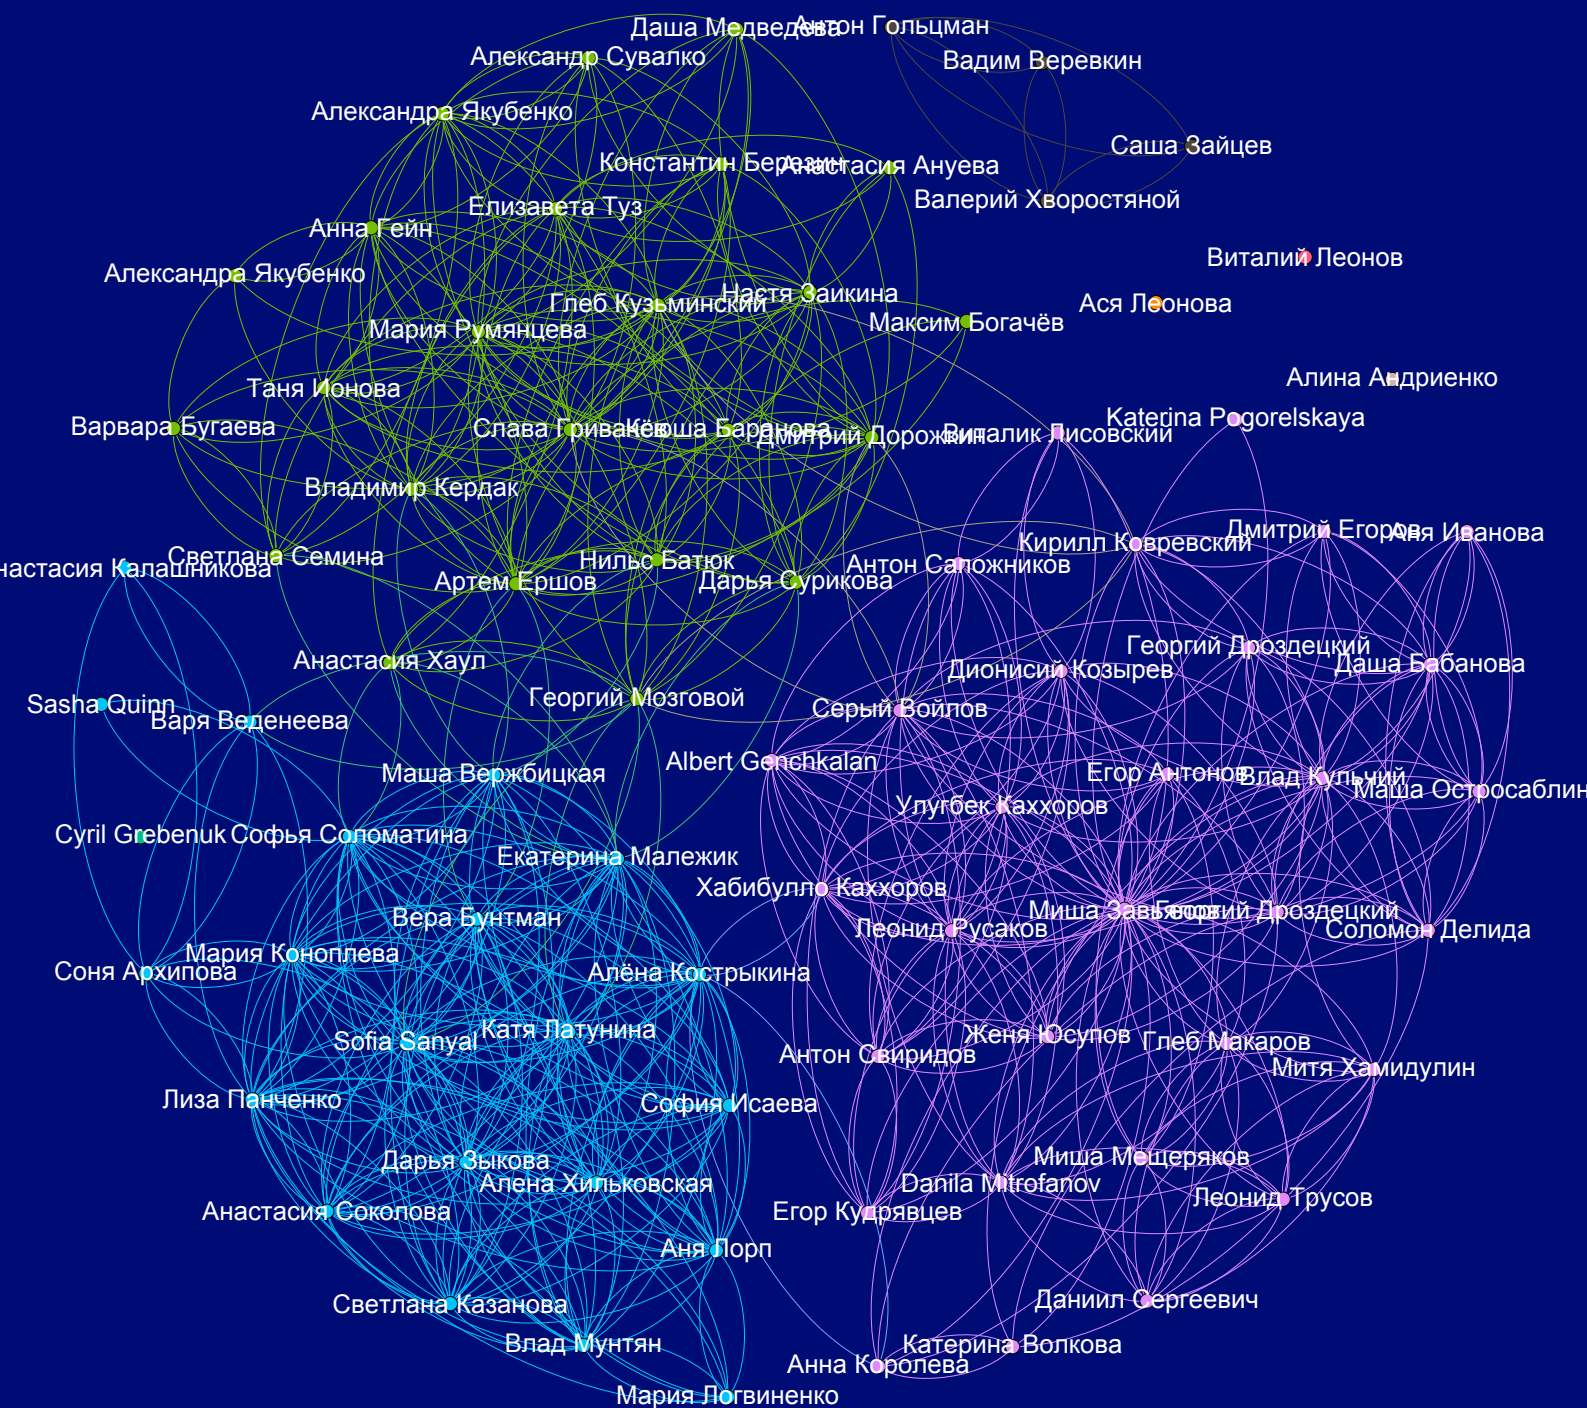 Даша Медведева
Антон Гольцман
Александр Сувалко
Вадим Веревкин
Александра Якубенко
Саша Зайцев
Константин Березин
Анастасия Ануева
Валерий Хворостяной
Елизавета Туз
Анна Гейн
Виталий Леонов
Александра Якубенко
Настя Заикина
Ася Леонова
Глеб Кузьминский
Максим Богачёв
Мария Румянцева
Алина Андриенко
Таня Ионова
Katerina Pogorelskaya
Варвара Бугаева
Слава Гриванёв
Ксюша Баранова
Дмитрий Дорожкин
Виталик Лисовский
Владимир Кердак
Дмитрий Егоров
Аня Иванова
Кирилл Ковревский
Светлана Семина
настасия Калашникова
Нильс Батюк
Антон Сапожников
Артем Ершов
Дарья Сурикова
Георгий Дроздецкий
Анастасия Хаул
Даша Бабанова
Дионисий Козырев
Георгий Мозговой
Sasha Quinn
Серый Войлов
Варя Веденеева
Albert Genchkalan
Маша Вержбицкая
Егор Антонов
Влад Кульчий
Маша Остросаблин
Улугбек Каххоров
Cyril Grebenuk
Софья Соломатина
Екатерина Малежик
Хабибулло Каххоров
Вера Бунтман
Миша Завьялов
Георгий Дроздецкий
Леонид Русаков
Соломон Делида
Мария Коноплева
Соня Архипова
Алёна Кострыкина
Катя Латунина
Sofia Sanyal
Женя Юсупов
Глеб Макаров
Антон Свиридов
Митя Хамидулин
Лиза Панченко
София Исаева
Дарья Зыкова
Миша Мещеряков
Алена Хильковская
Danila Mitrofanov
Леонид Трусов
Анастасия Соколова
Егор Кудрявцев
Аня Лорп
Светлана Казанова
Даниил Сергеевич
Влад Мунтян
Катерина Волкова
Анна Королева
Мария Логвиненко